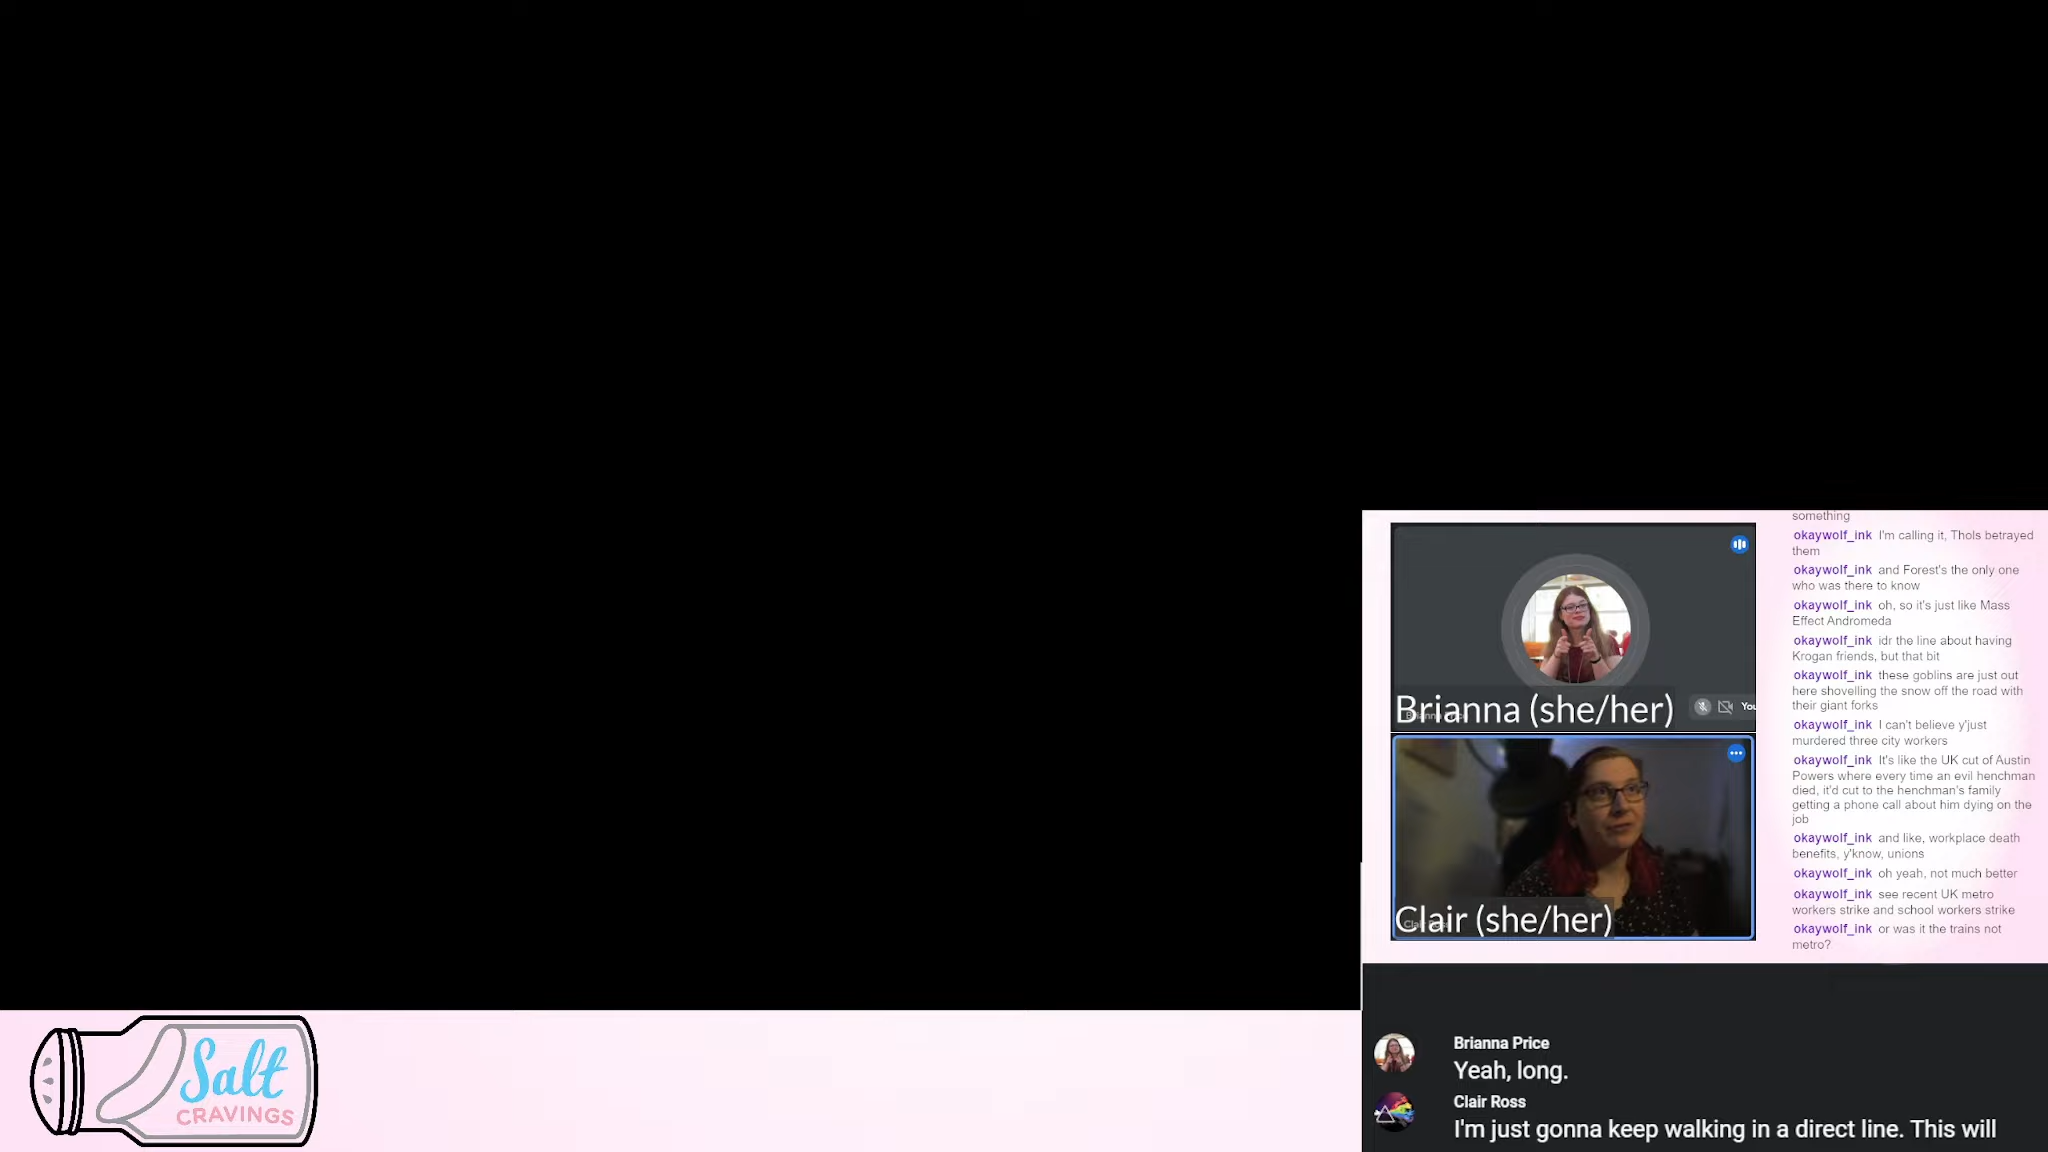 something
okaywolf_ink I'm calling it, Thols betrayed
them
okaywolf_ink and Forest's the only one
who was there to know
okaywolf_ink oh, so it's just like Mass
Effect Andromeda
okaywolf_ink idr the line about having
Krogan friends, but that bit
okaywolf_ink these goblins are just out
here shovelling the snow off the road with
their giant forks
okaywolf_ink I can't believe y'just
murdered three city workers
okaywolf_ink It's like the UK cut of Austin
Powers where every time an evil henchman
died, it'd cut to the henchman's family
getting a phone call about him dying on the
job
okaywolf_ink and like, workplace death
benefits, y'know, unions
okaywolf_ink oh yeah, not much better
okaywolf_ink see recent UK metro
workers strike and school workers strike
okaywolf_ink or was it the trains not
metro?
Brianna (she/her)
You
Clair (she/her)
Brianna Price
Yeah, long.
Clair Ross
I'm just gonna keep walking in a direct line. This will
Salt
CRAVINGS